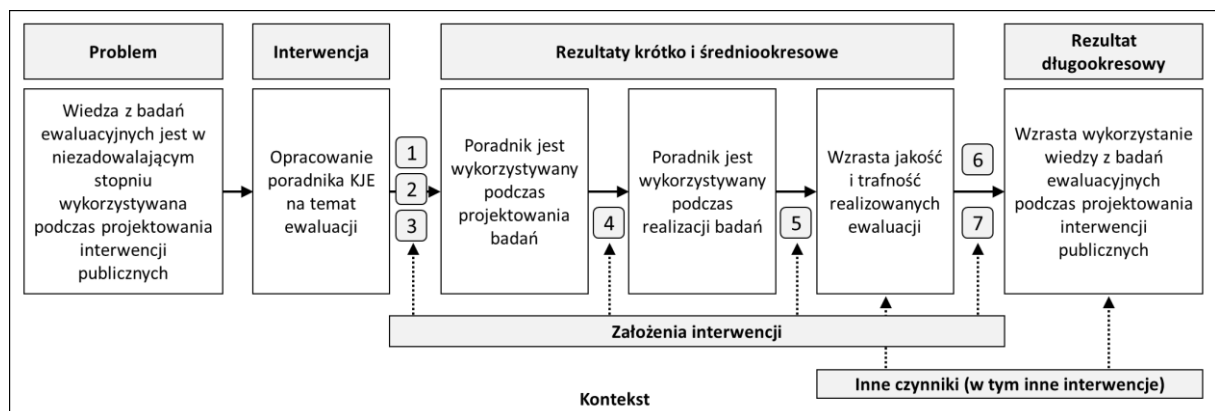 Problem
Interwencja
Rezultaty krótko i średniookresowe
Rezultat
długookresowy
Wiedza z badań
ewaluacyjnych jest w
niezadowalającym
stopniu
wykorzystywana
podczas projektowania
interwencji
publicznych
Opracowanie
poradnika KJE
na temat
ewaluacji
1
2
3
Poradnik jest
wykorzystywany
podczas
projektowania
badań
4
Poradnik jest
wykorzystywany
podczas
realizacji badań
5
Wzrasta jakość
i trafność
realizowanych
ewaluacji
6
7
Wzrasta wykorzystanie
wiedzy z badań
ewaluacyjnych
podczas projektowania
interwencji
publicznych
Założenia interwencji
Inne czynniki (w tym inne interwencje)
Kontekst